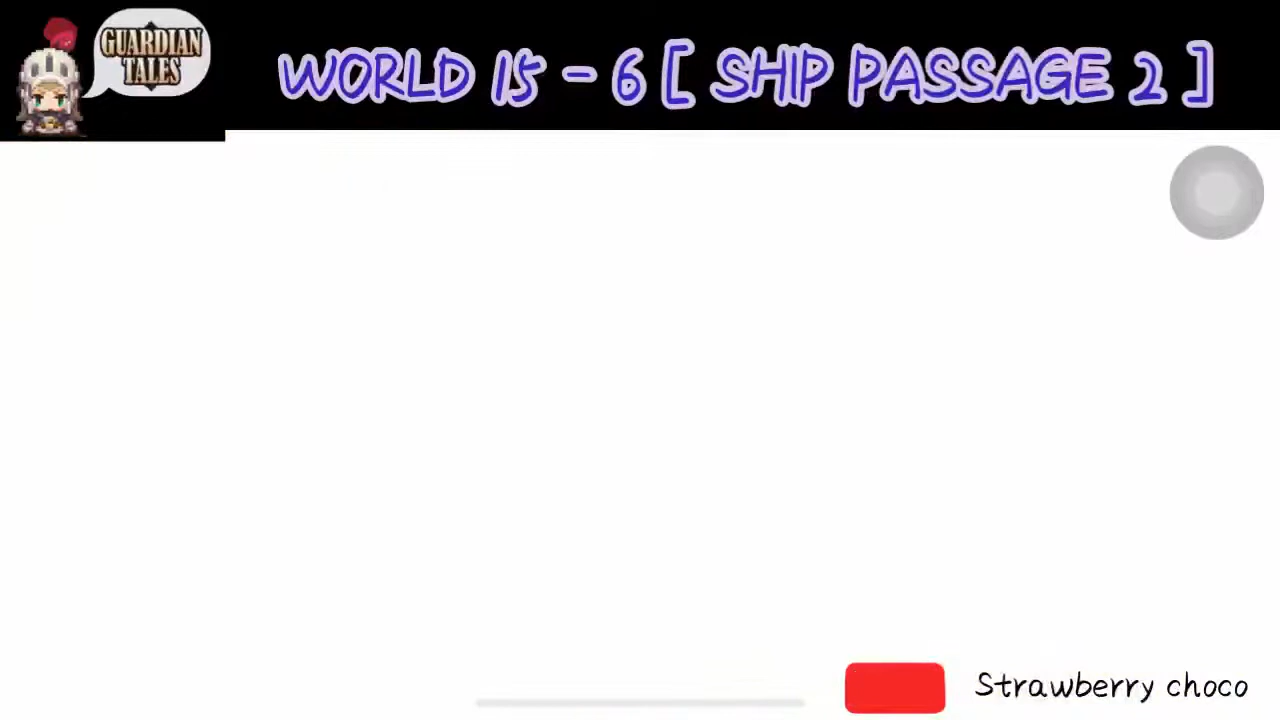 GUARDIAN
TALES
WORLD 15 - 6 [ SHIP PASSAGE 2 ]
Strawberry choco